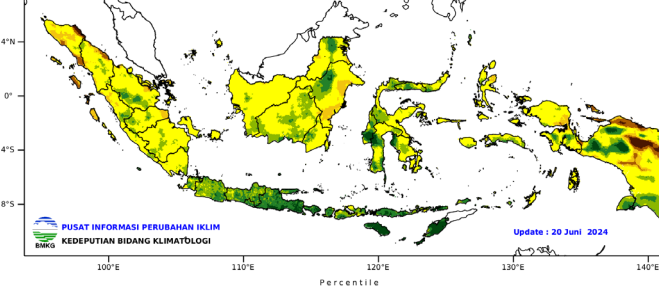 4°N
0°
4°S
8°S
BMKG
PUSAT INFORMASI PERUBAHAN IKLIM
KEDEPUTIAN BIDANG KLIMATOLOGI
Update : 20 Juni 2024
100°E 110°E 120°E 130°E 140°E
Percentile